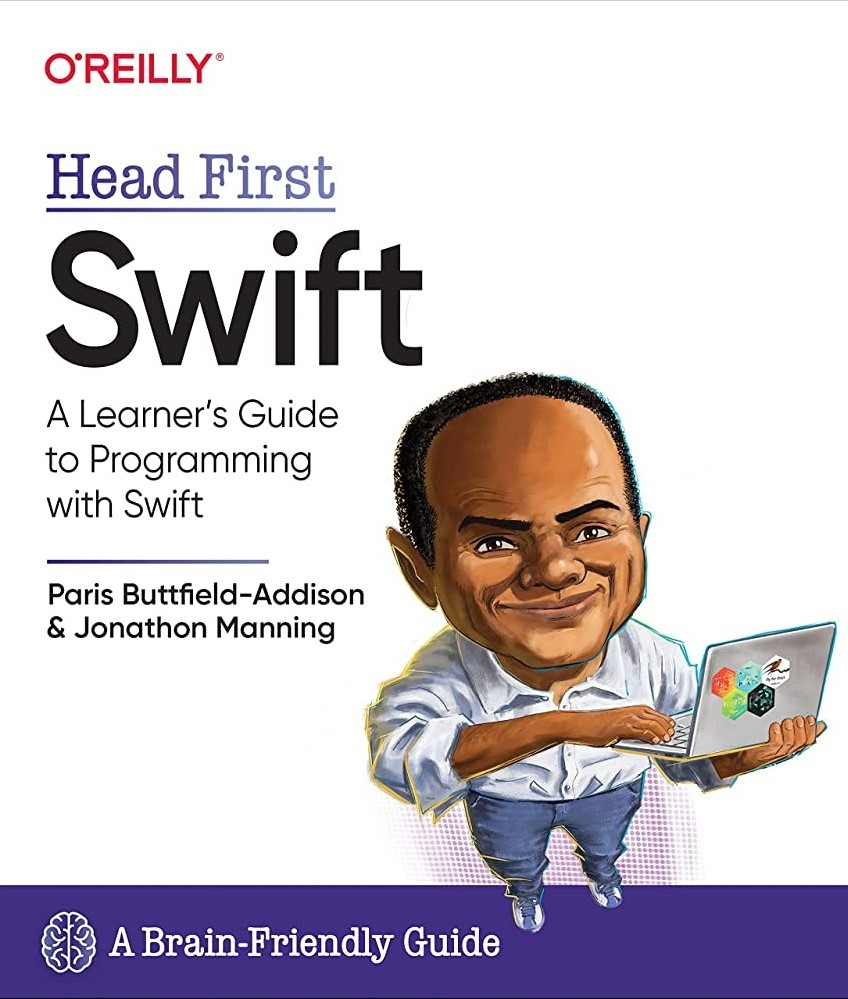 O'REILLY®
Head First
Swift
A Learner's Guide
to Programming
with Swift
Paris Buttfield-Addison
& Jonathon Manning
A Brain-Friendly Guide